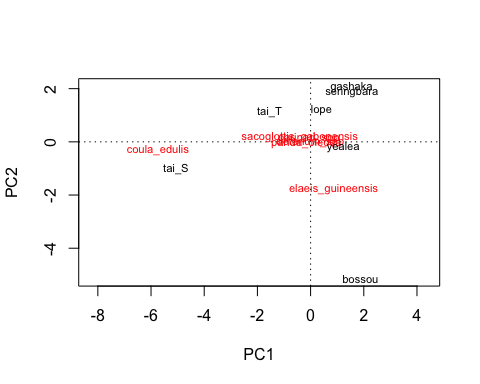 gashaka
seringbara
tai_T
lope
sacoglottis_gabonensis
yealea
coula_edulis
tai_S
elaeis_guineensis
bossou
2
0
-2
-4
PC2
-8
-6
-4
-2
0
2
4
PC1